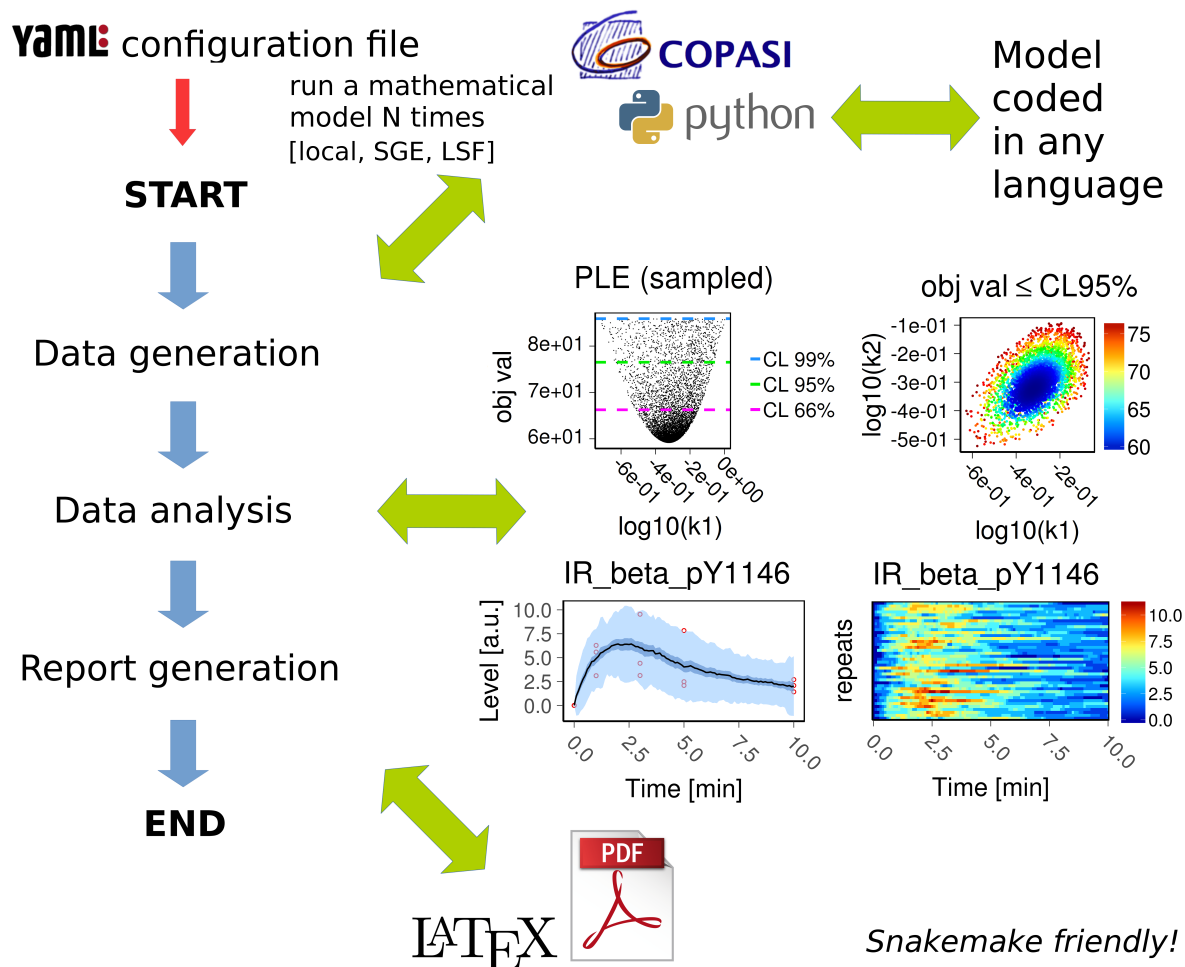 yaml: configuration file
run a mathematical
model N times
[local, SGE, LSF]
COPASI
python
Model
coded
in any
language
START
Data generation
Data analysis
Report generation
END
PLE (sampled)
obj val
8e+01
7e+01
6e+01
-6e-01
-4e-01
-2e-01
0e+00
log10(k1)
CL 99%
CL 95%
CL 66%
obj val ≤ CL95%
log10(k2)
-1e-01
-2e-01
-3e-01
-4e-01
-5e-01
-6e-01
-4e-01
-2e-01
log10(k1)
75
70
65
60
IR_beta_pY1146
Level [a.u.]
10.0
7.5
5.0
2.5
0.0
0.0
2.5
5.0
7.5
10.0
Time [min]
IR_beta_pY1146
repeats
0.0
2.5
5.0
7.5
10.0
Time [min]
10.0
7.5
5.0
2.5
0.0
PDF
LATEX
Snakemake friendly!